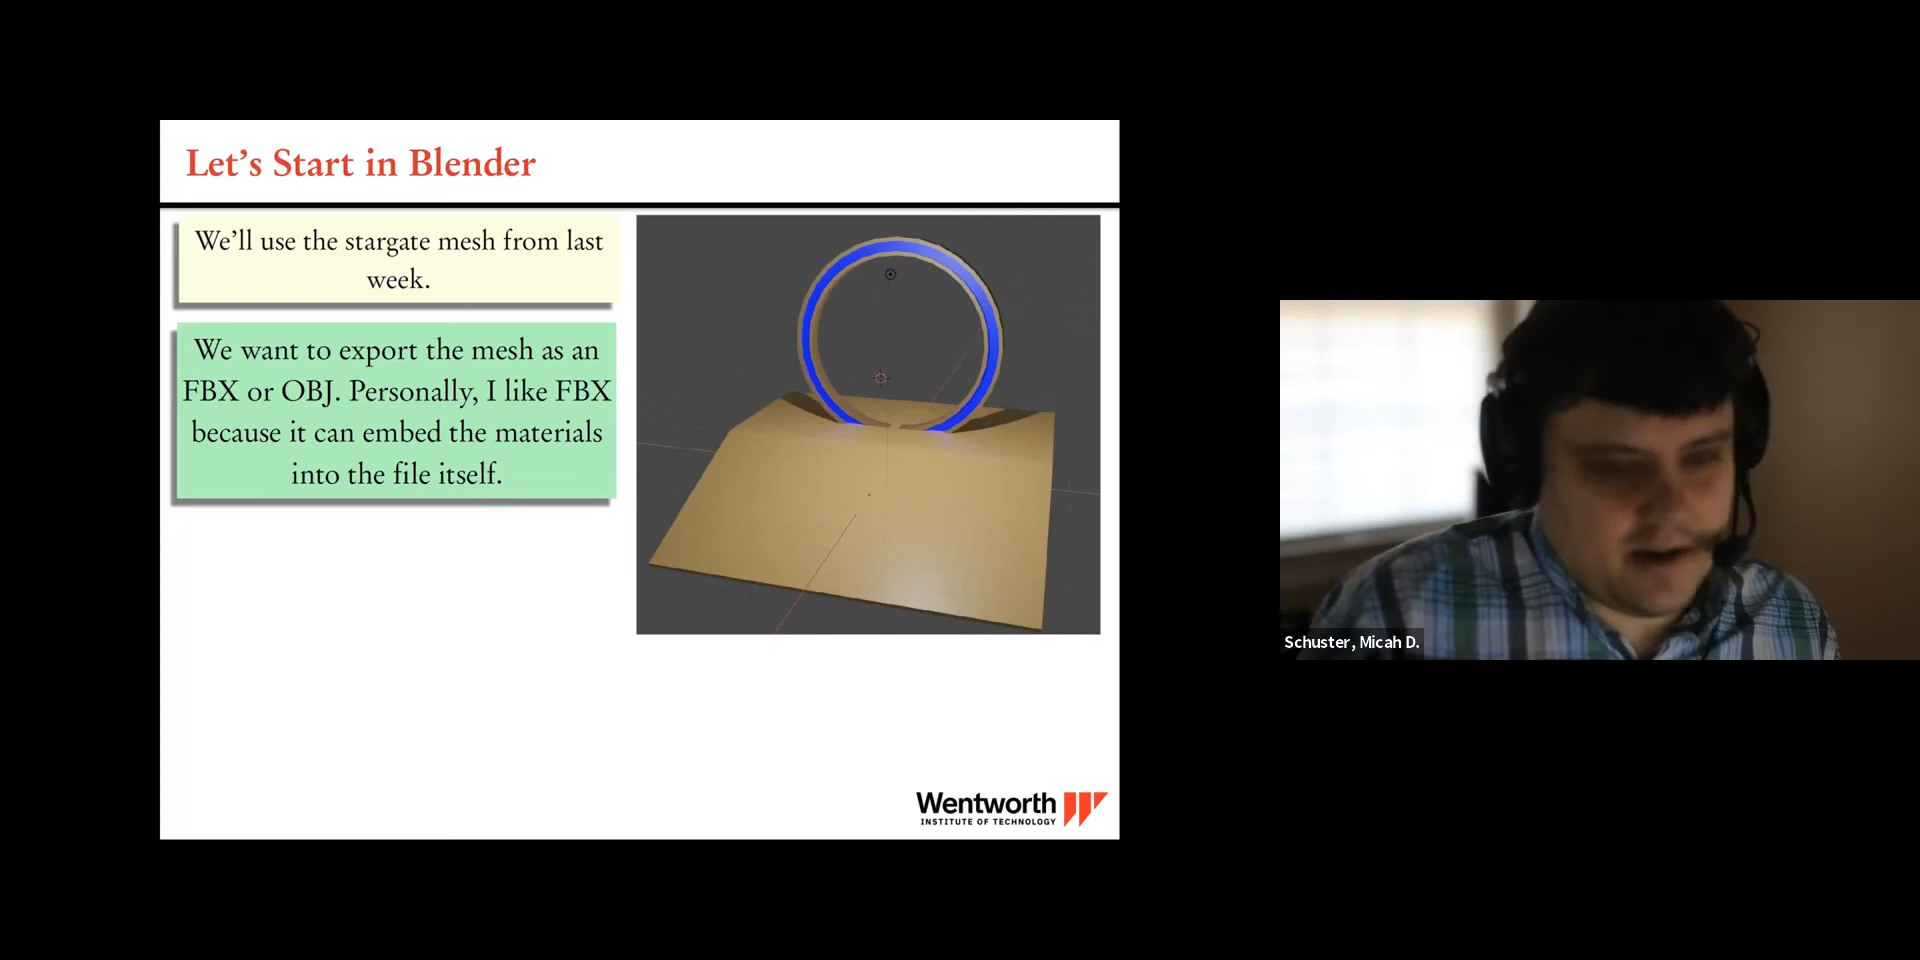 Let’s Start in Blender
We’ll use the stargate mesh from last
week.
We want to export the mesh as an
FBX or OBJ. Personally, I like FBX
because it can embed the materials
into the file itself.
Wentworth
INSTITUTE OF TECHNOLOGY
Schuster, Micah D.